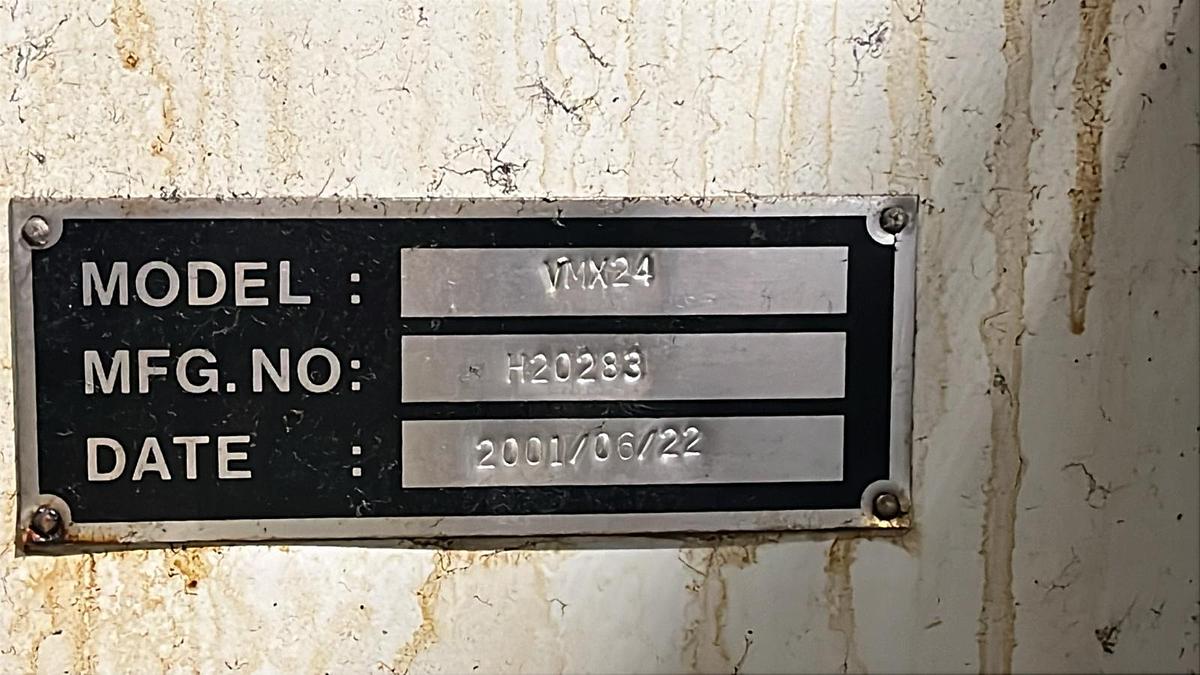 MODEL : VMX24
MFG. NO: H20283
DATE : 2001/06/22